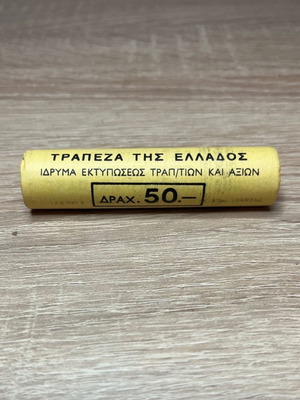 ΤΡΑΠΕΖΑ ΤΗΣ ΕΛΛΑΔΟΣ
ΙΔΡΥΜΑ ΕΚΤΥΠΩΣΕΩΣ ΤΡΑΠ/ΤΙΩΝ ΚΑΙ ΑΞΙΩΝ
ΔΡΑΧ. 50.—